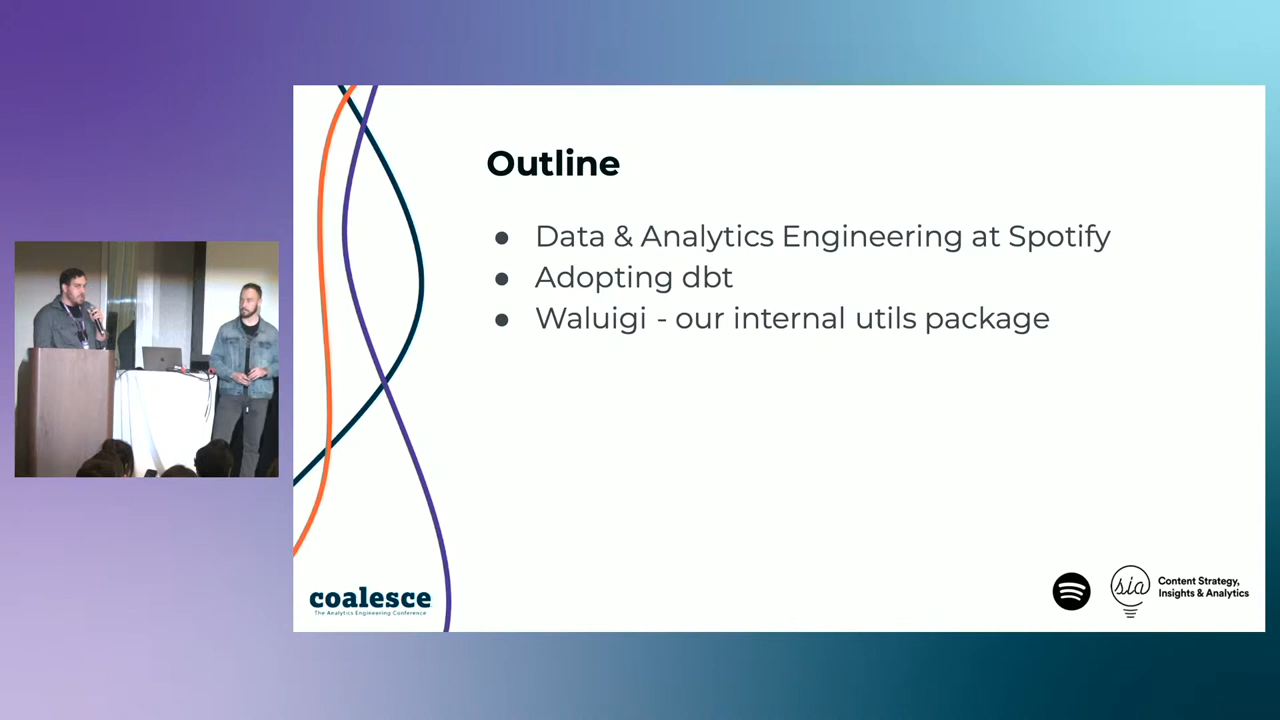 Outline
● Data & Analytics Engineering at Spotify
● Adopting dbt
● Waluigi - our internal utils package
coalesce
The Analytics Engineering Conference
sia
Content Strategy,
Insights & Analytics